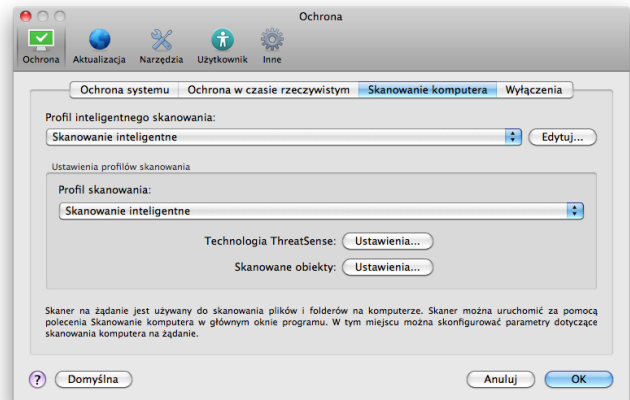 Ochrona
Ochrona Aktualizacja Narzędzia Użytkownik Inne
Ochrona systemu Ochrona w czasie rzeczywistym Skanowanie komputera Wyłączenia
Profil inteligentnego skanowania:
Skanowanie inteligentne Edytuj...
Ustawienia profilów skanowania
Profil skanowania:
Skanowanie inteligentne
Technologia ThreatSense: Ustawienia...
Skanowane obiekty: Ustawienia...
Skaner na żądanie jest używany do skanowania plików i folderów na komputerze. Skaner można uruchomić za pomocą
polecenia Skanowanie komputera w głównym oknie programu. W tym miejscu można skonfigurować parametry dotyczące
skanowania komputera na żądanie.
? Domyślna Anuluj OK